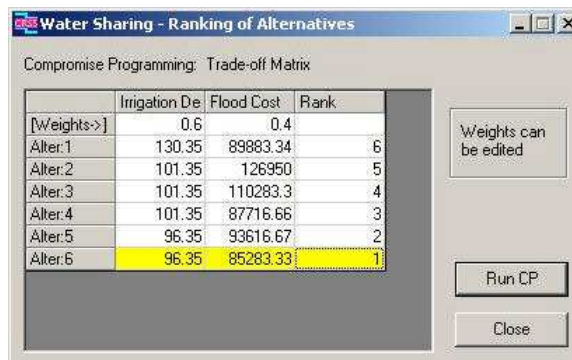 Water Sharing - Ranking of Alternatives
Compromise Programming: Trade-off Matrix
Irrigation De Flood Cost Rank
[Weights->] 0.6 0.4
Alter:1 130.35 89883.34 6
Alter:2 101.35 126950 5
Alter:3 101.35 110283.3 4
Alter:4 101.35 87716.66 3
Alter:5 96.35 93616.67 2
Alter:6 96.35 85283.33 1
Weights can
be edited
Run CP
Close